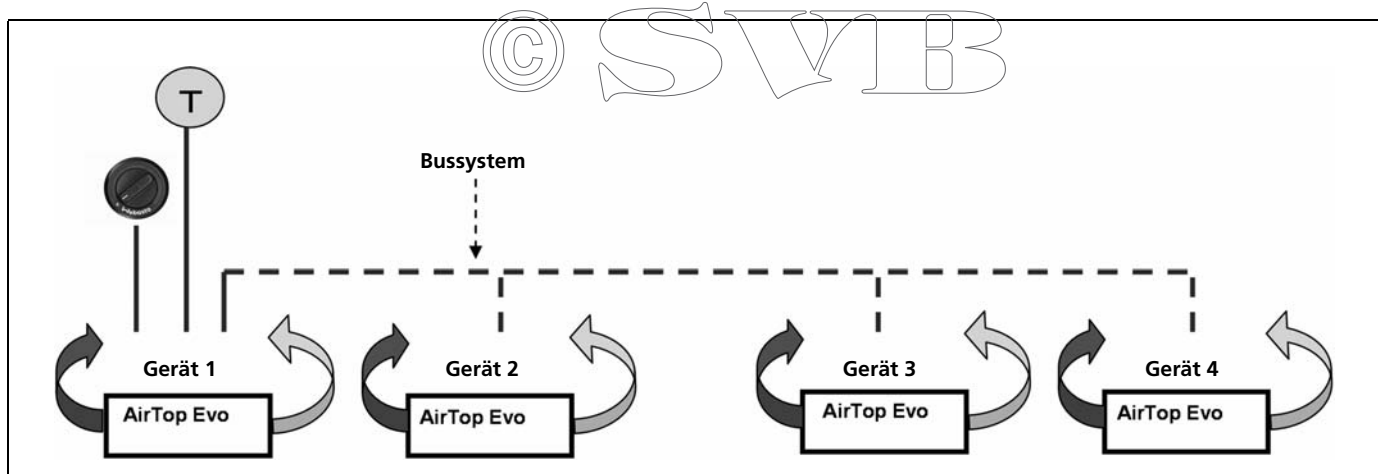 © SVB
T
Bussystem
Gerät 1
Gerät 2
Gerät 3
Gerät 4
AirTop Evo
AirTop Evo
AirTop Evo
AirTop Evo